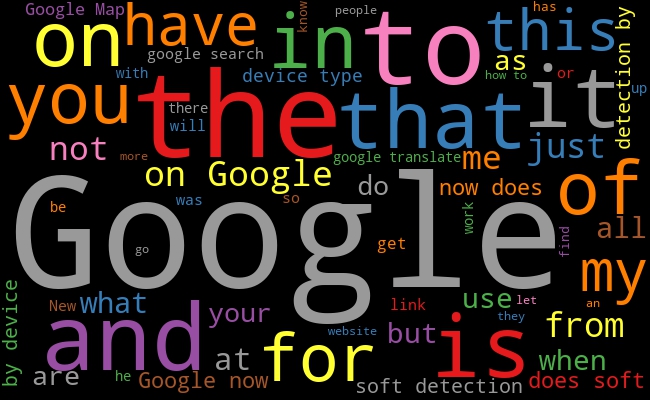 Google Map
have
know
people
has
on
in
to
this
detection by
google search
as
with
device type
how to
or
up
you
the
there
that
it
will
not
more
google translate
me
just
on Google
do
now does
of
be
Google
was
so
work
find
all
go
get
my
by device
New
what
your
link
use
let
an
and
website
but
they
from
is
at
for
when
are
he
Google now
soft detection
does soft